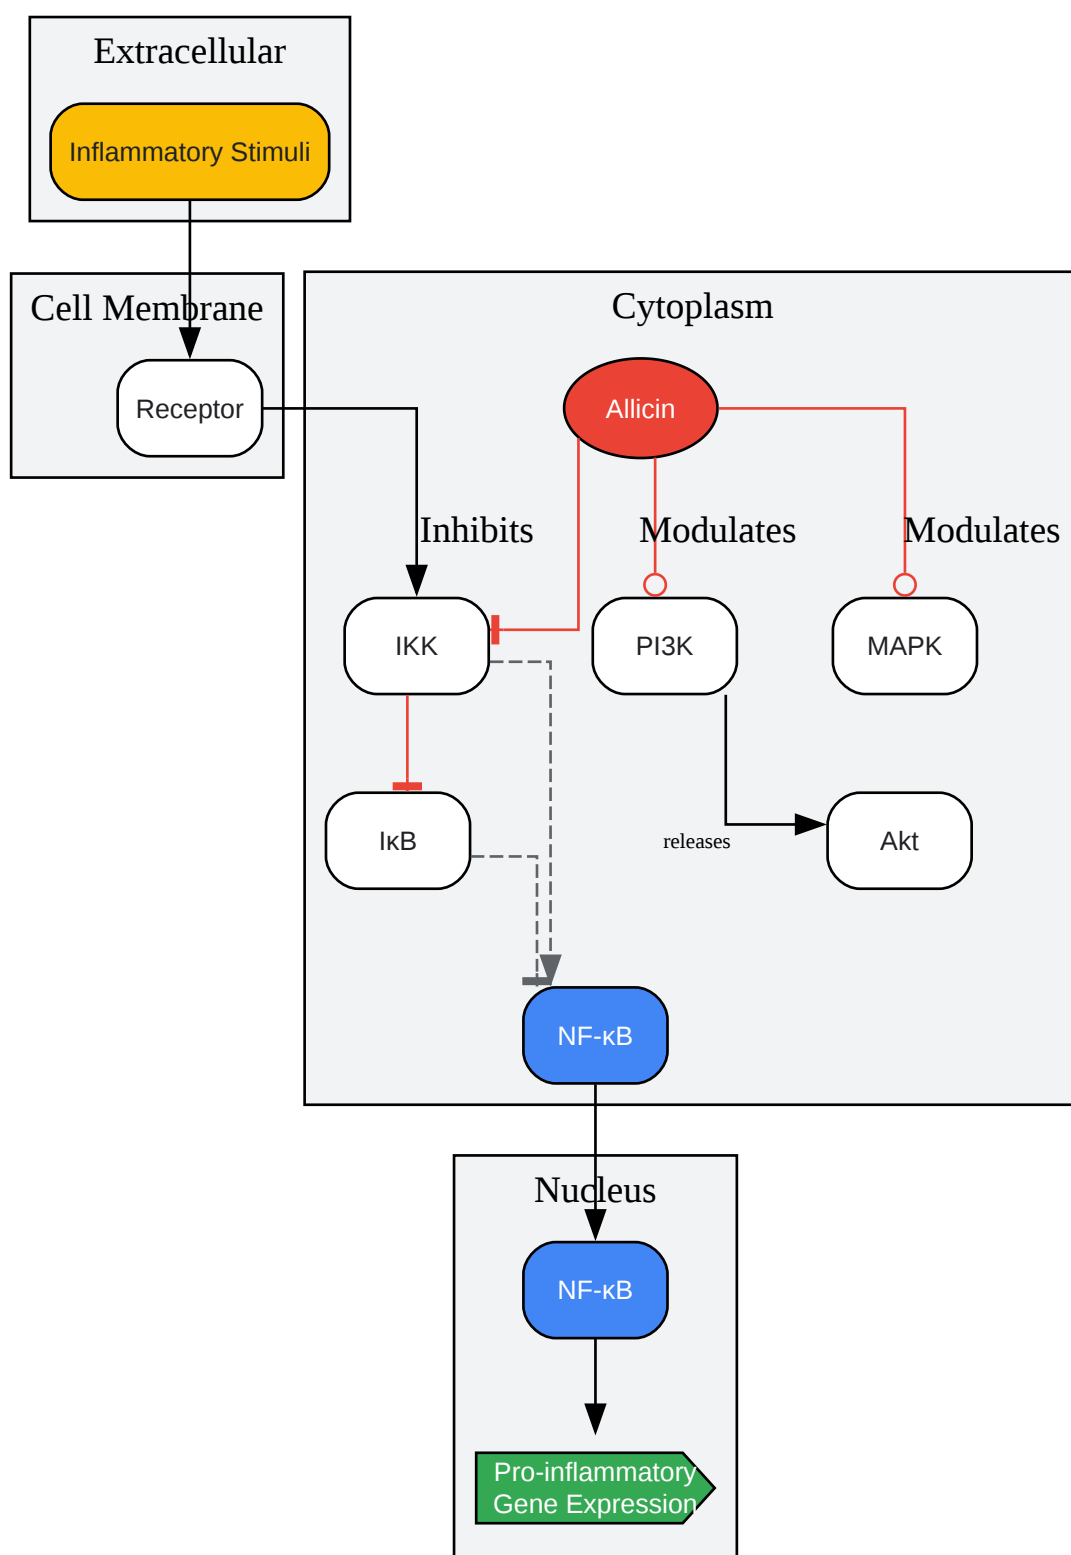 Extracellular
Inflammatory Stimuli
Cell Membrane
Receptor
Cytoplasm
Allicin
Inhibits
Modulates
Modulates
IKK
PI3K
MAPK
IκB
releases
Akt
NF-κB
Nucleus
NF-κB
Pro-inflammatory
Gene Expression